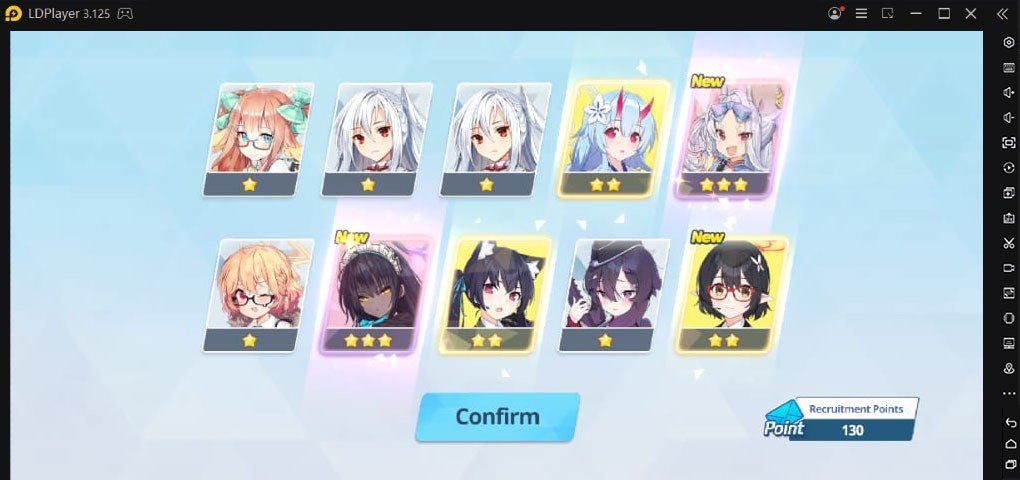 LDPlayer 3.125
New
New
New
Confirm
Recruitment Points
Point
130